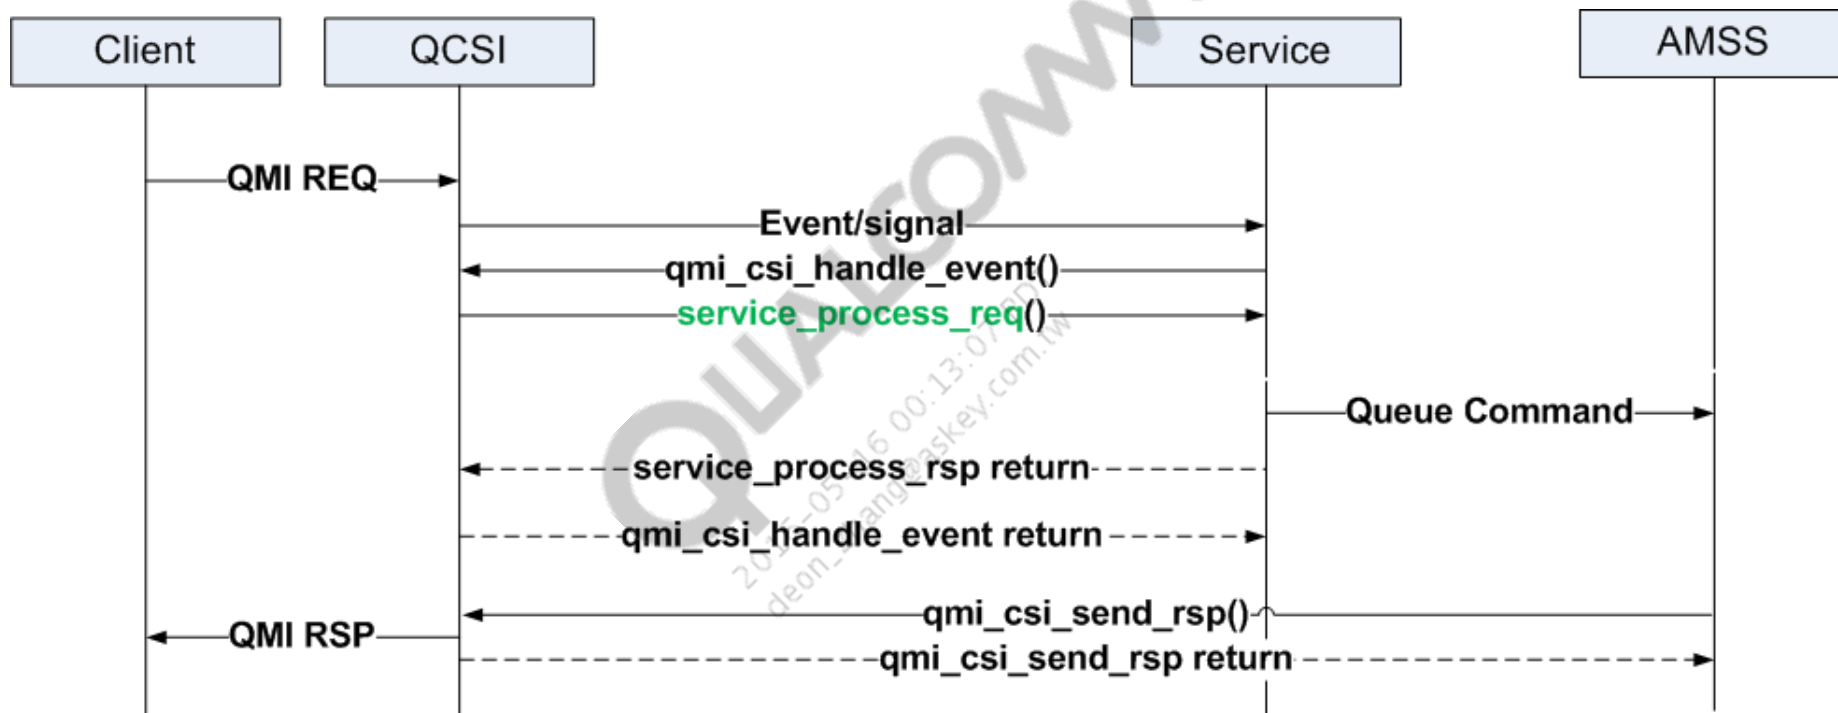 Client
QCSI
Service
AMSS
QMI REQ
Event/signal
qmi_csi_handle_event()
service_process_req()
Queue Command
service_process_rsp return
qmi_csi_handle_event return
qmi_csi_send_rsp()
QMI RSP
qmi_csi_send_rsp return
QUALCOMM